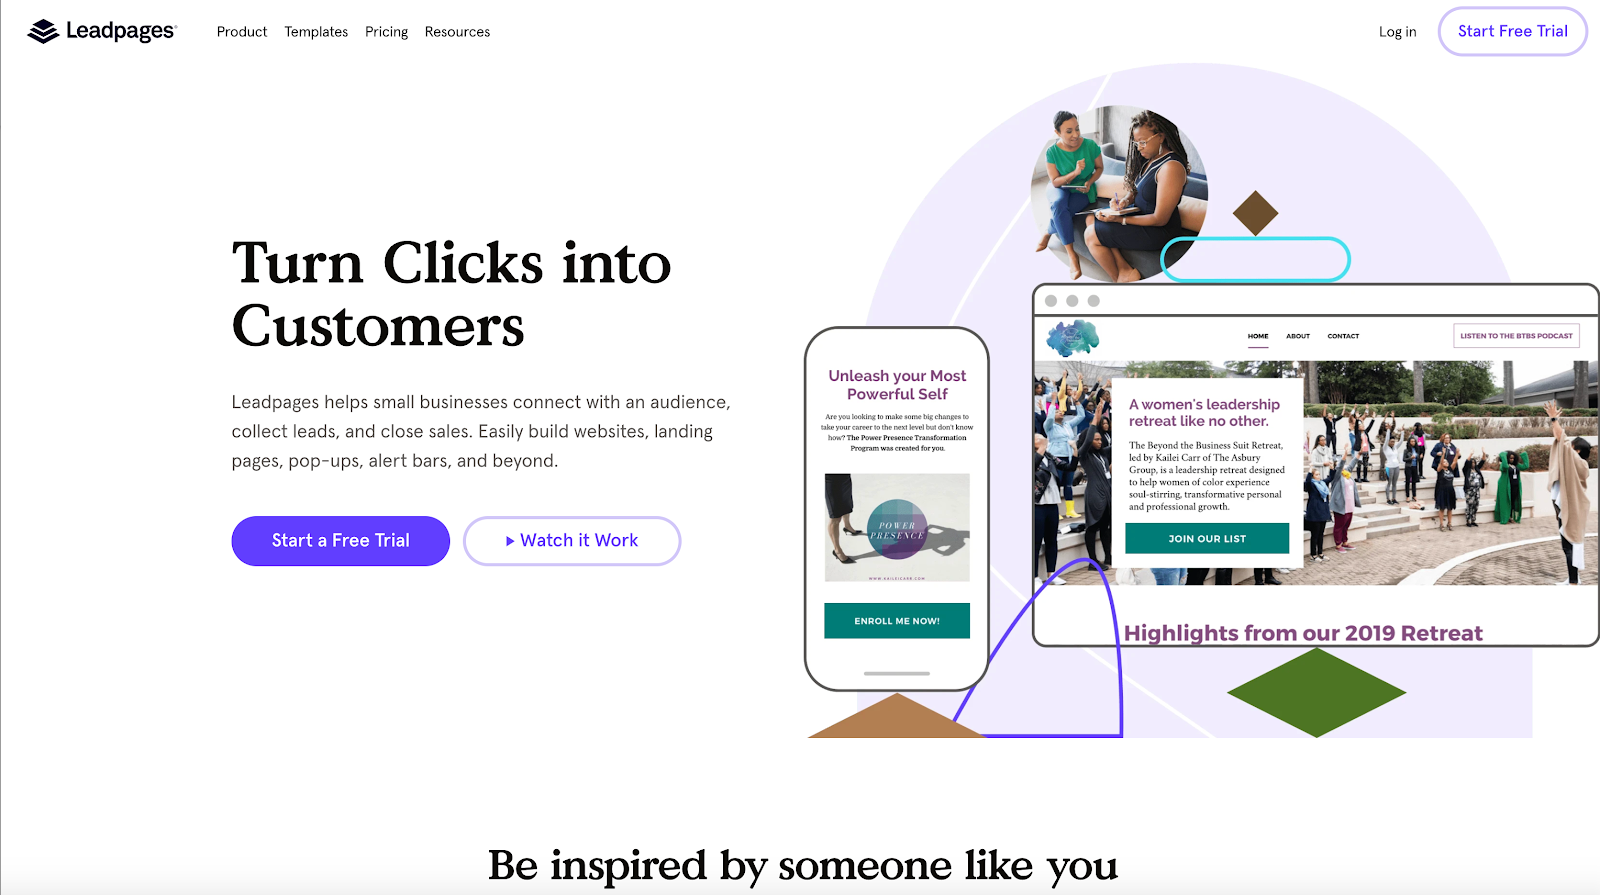 Leadpages®
Product Templates Pricing Resources
Log in
Start Free Trial
Turn Clicks into
Customers
Leadpages helps small businesses connect with an audience,
collect leads, and close sales. Easily build websites, landing
pages, pop-ups, alert bars, and beyond.
Start a Free Trial
Watch it Work
Unleash your Most
Powerful Self
Are you looking to make some big changes to
take your career to the next level but don't know
how? The Power Presence Transformation
Program was created for you.
POWER
PRESENCE
WWW.KAILEICARR.COM
ENROLL ME NOW!
HOME ABOUT CONTACT
LISTEN TO THE BTBS PODCAST
A women's leadership
retreat like no other.
The Beyond the Business Suit Retreat,
led by Kailei Carr of The Asbury
Group, is a leadership retreat designed
to help women of color experience
soul-stirring, transformative personal
and professional growth.
JOIN OUR LIST
Highlights from our 2019 Retreat
Be inspired by someone like you